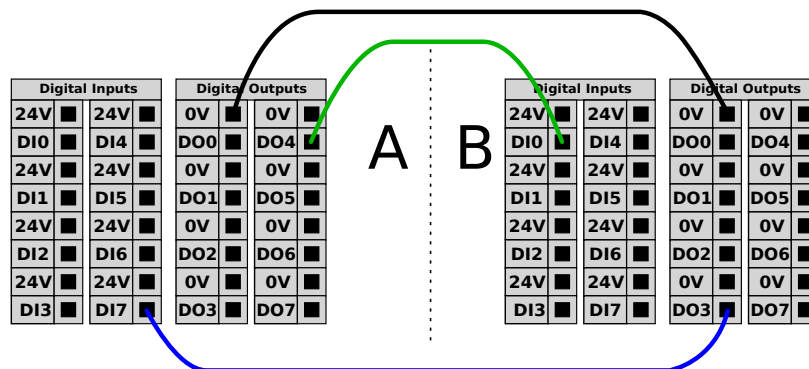 Digital Inputs Digital Outputs Digital Inputs Digital Outputs
24V 24V 0V 0V 24V 24V 0V 0V
DI0 DI4 DO0 DO4 A B DI0 DI4 DO0 DO4
24V 24V 0V 0V 24V 24V 0V 0V
DI1 DI5 DO1 DO5 DI1 DI5 DO1 DO5
24V 24V 0V 0V 24V 24V 0V 0V
DI2 DI6 DO2 DO6 DI2 DI6 DO2 DO6
24V 24V 0V 0V 24V 24V 0V 0V
DI3 DI7 DO3 DO7 DI3 DI7 DO3 DO7